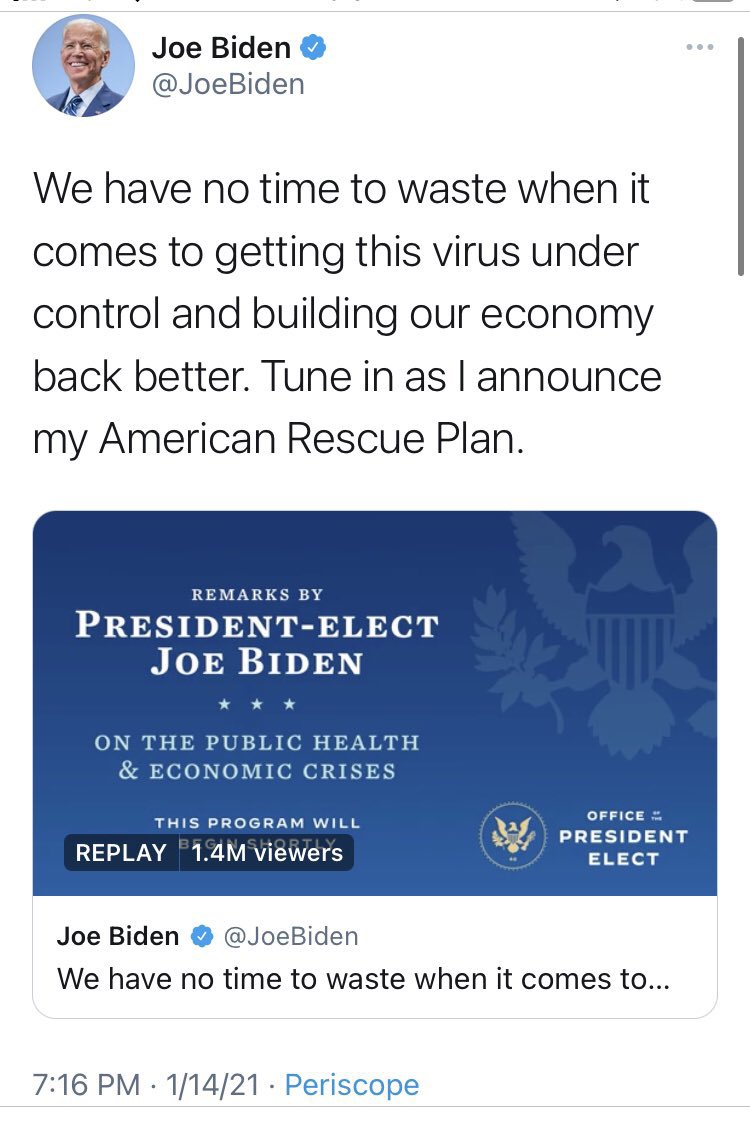 Joe Biden
@JoeBiden
We have no time to waste when it
comes to getting this virus under
control and building our economy
back better. Tune in as I announce
my American Rescue Plan.
REMARKS BY
PRESIDENT-ELECT
JOE BIDEN
ON THE PUBLIC HEALTH
& ECONOMIC CRISES
THIS PROGRAM WILL
BEGIN SHORTLY
REPLAY 1.4M viewers
OFFICE OF THE
PRESIDENT
ELECT
Joe Biden @JoeBiden
We have no time to waste when it comes to...
7:16 PM · 1/14/21 · Periscope